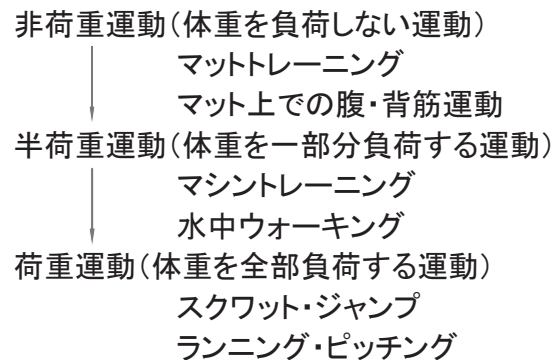 非荷重運動(体重を負荷しない運動)
マットトレーニング
マット上での腹・背筋運動
半荷重運動(体重を一部分負荷する運動)
マシントレーニング
水中ウォーキング
荷重運動(体重を全部負荷する運動)
スクワット・ジャンプ
ランニング・ピッチング